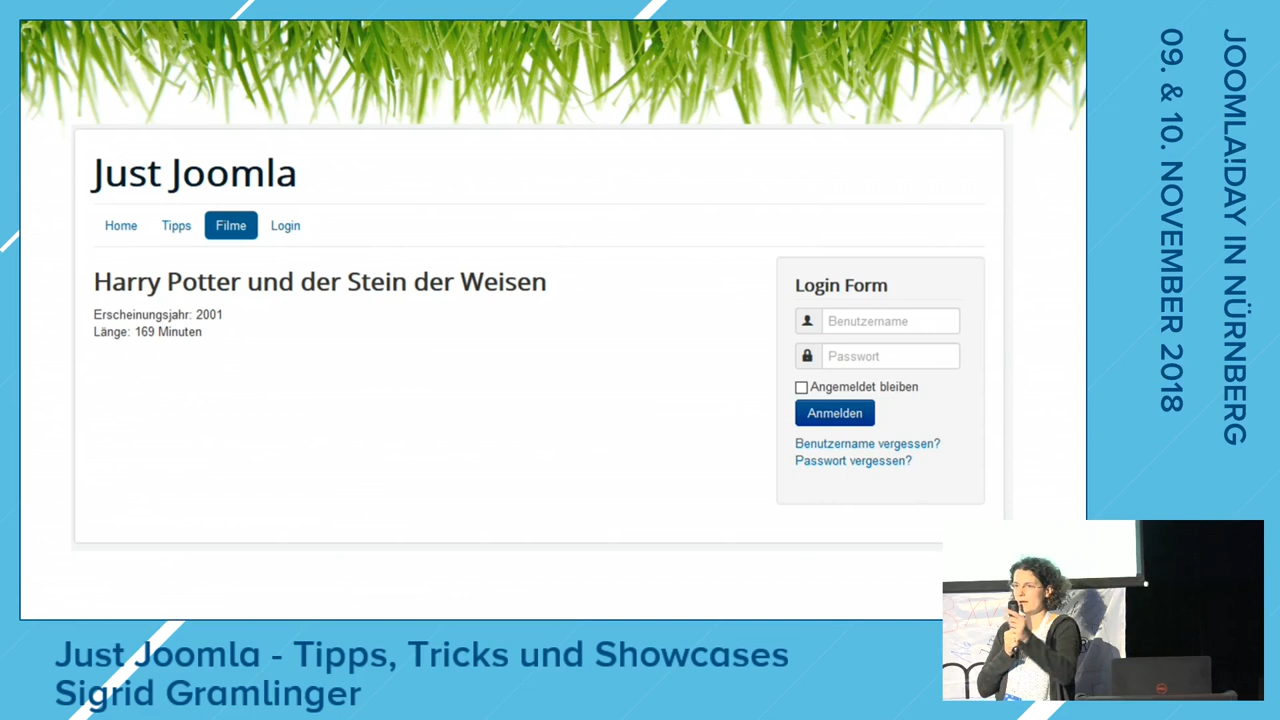 Just Joomla
Home Tipps Filme Login
Harry Potter und der Stein der Weisen
Erscheinungsjahr: 2001
Länge: 169 Minuten
Login Form
Benutzername
Passwort
Angemeldet bleiben
Anmelden
Benutzername vergessen?
Passwort vergessen?
JOOMLA!DAY IN NÜRNBERG
09. & 10. NOVEMBER 2018
Just Joomla - Tipps, Tricks und Showcases
Sigrid Gramlinger